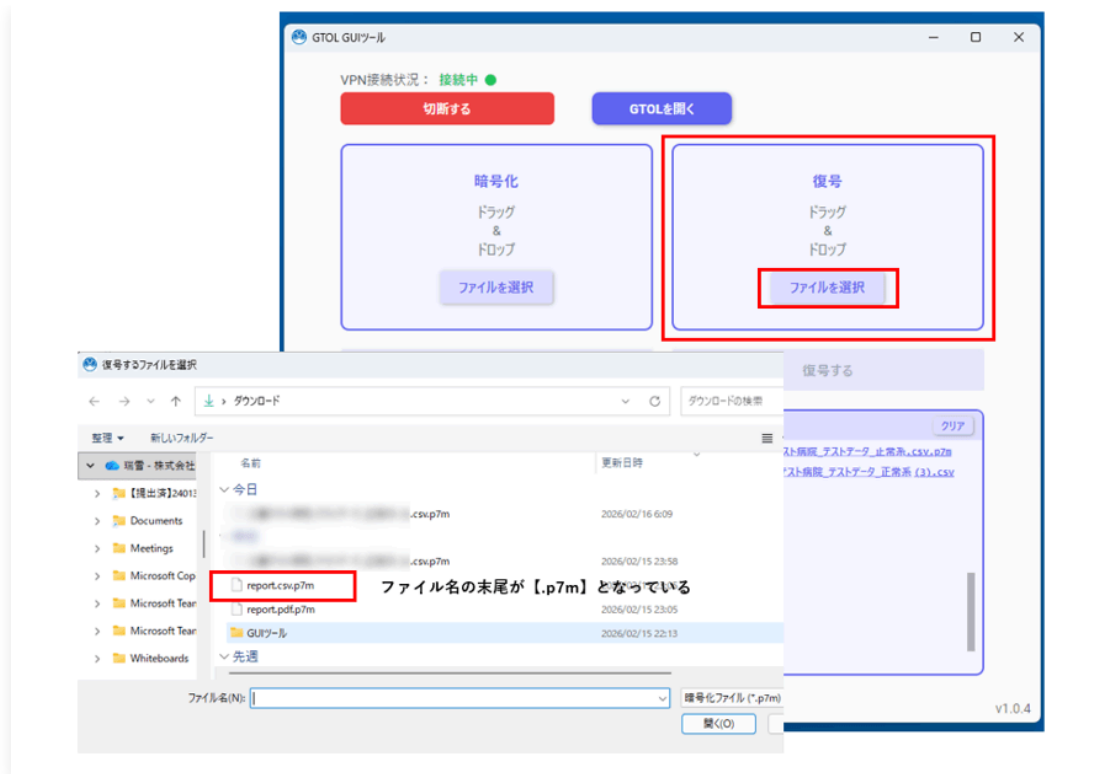 GTOL GUIツール
VPN接続状況： 接続中
切断する
GTOLを開く
暗号化
ドラッグ
&
ドロップ
ファイルを選択
復号
ドラッグ
&
ドロップ
ファイルを選択
復号する
クリア
テストデータ_正常系.csv.p7m
テスト病院_テストデータ_正常系 (3).csv
v1.0.4
復号するファイルを選択
ダウンロード
ダウンロードの検索
整理
新しいフォルダー
名前
更新日時
瑞雪 - 株式会社
【提出済】24013
Documents
Meetings
Microsoft Cop
Microsoft Tear
Microsoft Tear
Whiteboards
今日
.csv.p7m 2026/02/16 6:09
.csv.p7m 2026/02/15 23:58
report.csv.p7m
ファイル名の末尾が【.p7m】となっている
report.pdf.p7m 2026/02/15 23:05
GUIツール 2026/02/15 22:13
先週
ファイル名(N):
暗号化ファイル (*.p7m)
開く(O)